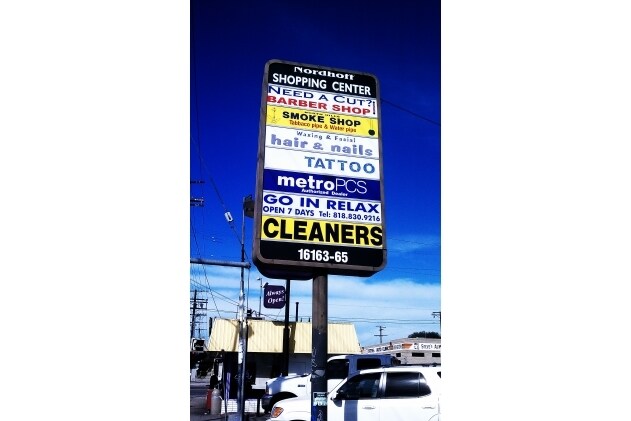 Nordhoff
SHOPPING CENTER
NEED A CUT?
BARBER SHOP!
SMOKE SHOP
Tabbaco pipe & Water pipe
Waxing & Facial
hair & nails
TATTOO
metroPCS
Authorized Dealer
GO IN RELAX
OPEN 7 DAYS Tel: 818.830.9216
CLEANERS
16163-65
Always
Open!